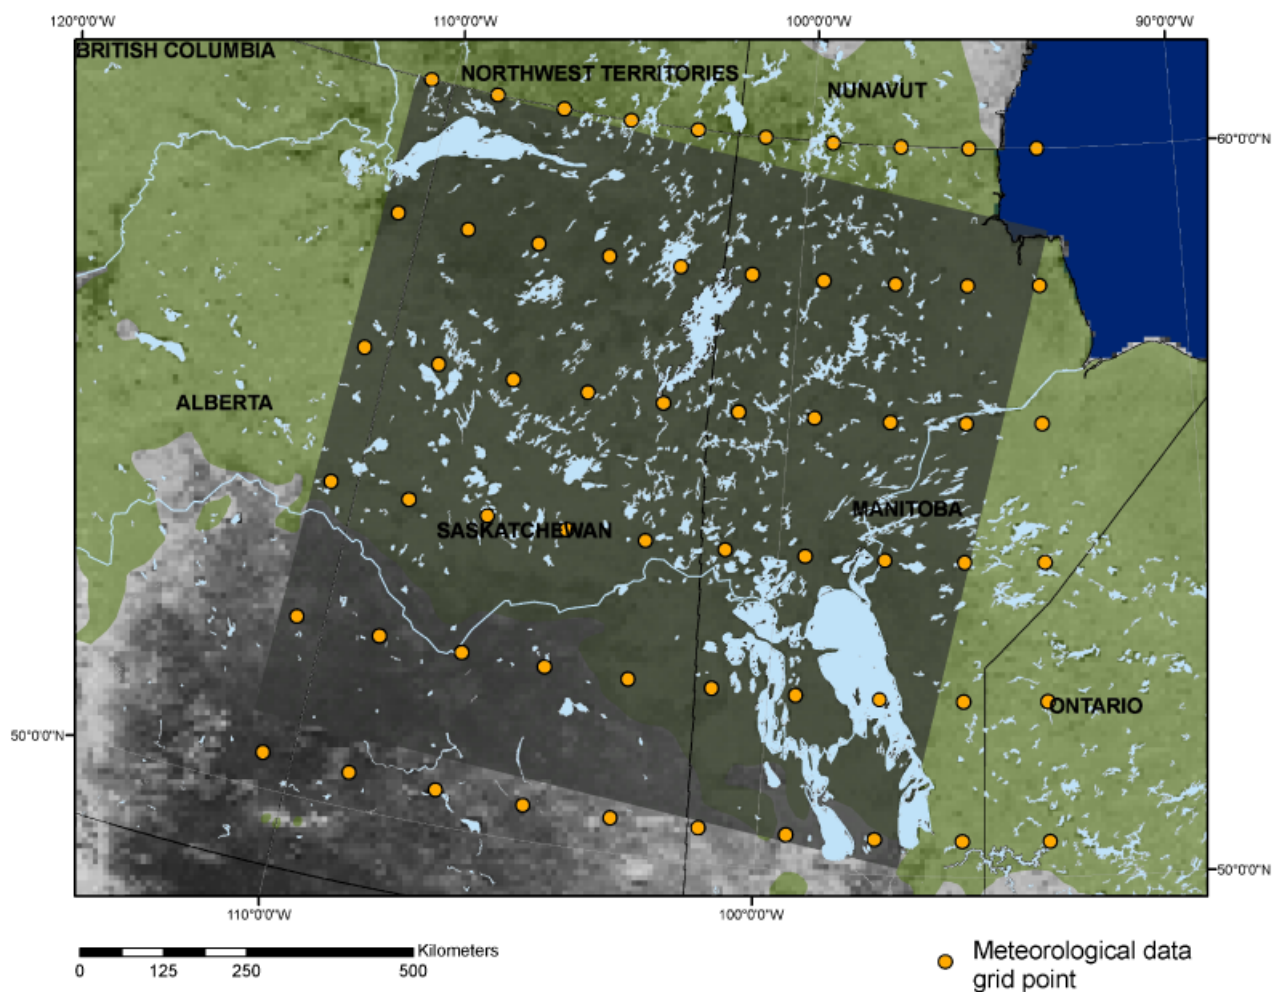 120°0'0"W
110°0'0"W
100°0'0"W
90°0'0"W
BRITISH COLUMBIA
NORTHWEST TERRITORIES
NUNAVUT
60°0'0"N
ALBERTA
MANITOBA
SASKATCHEWAN
ONTARIO
50°0'0"N
50°0'0"N
110°0'0"W
100°0'0"W
Kilometers
0 125 250 500
Meteorological data
grid point